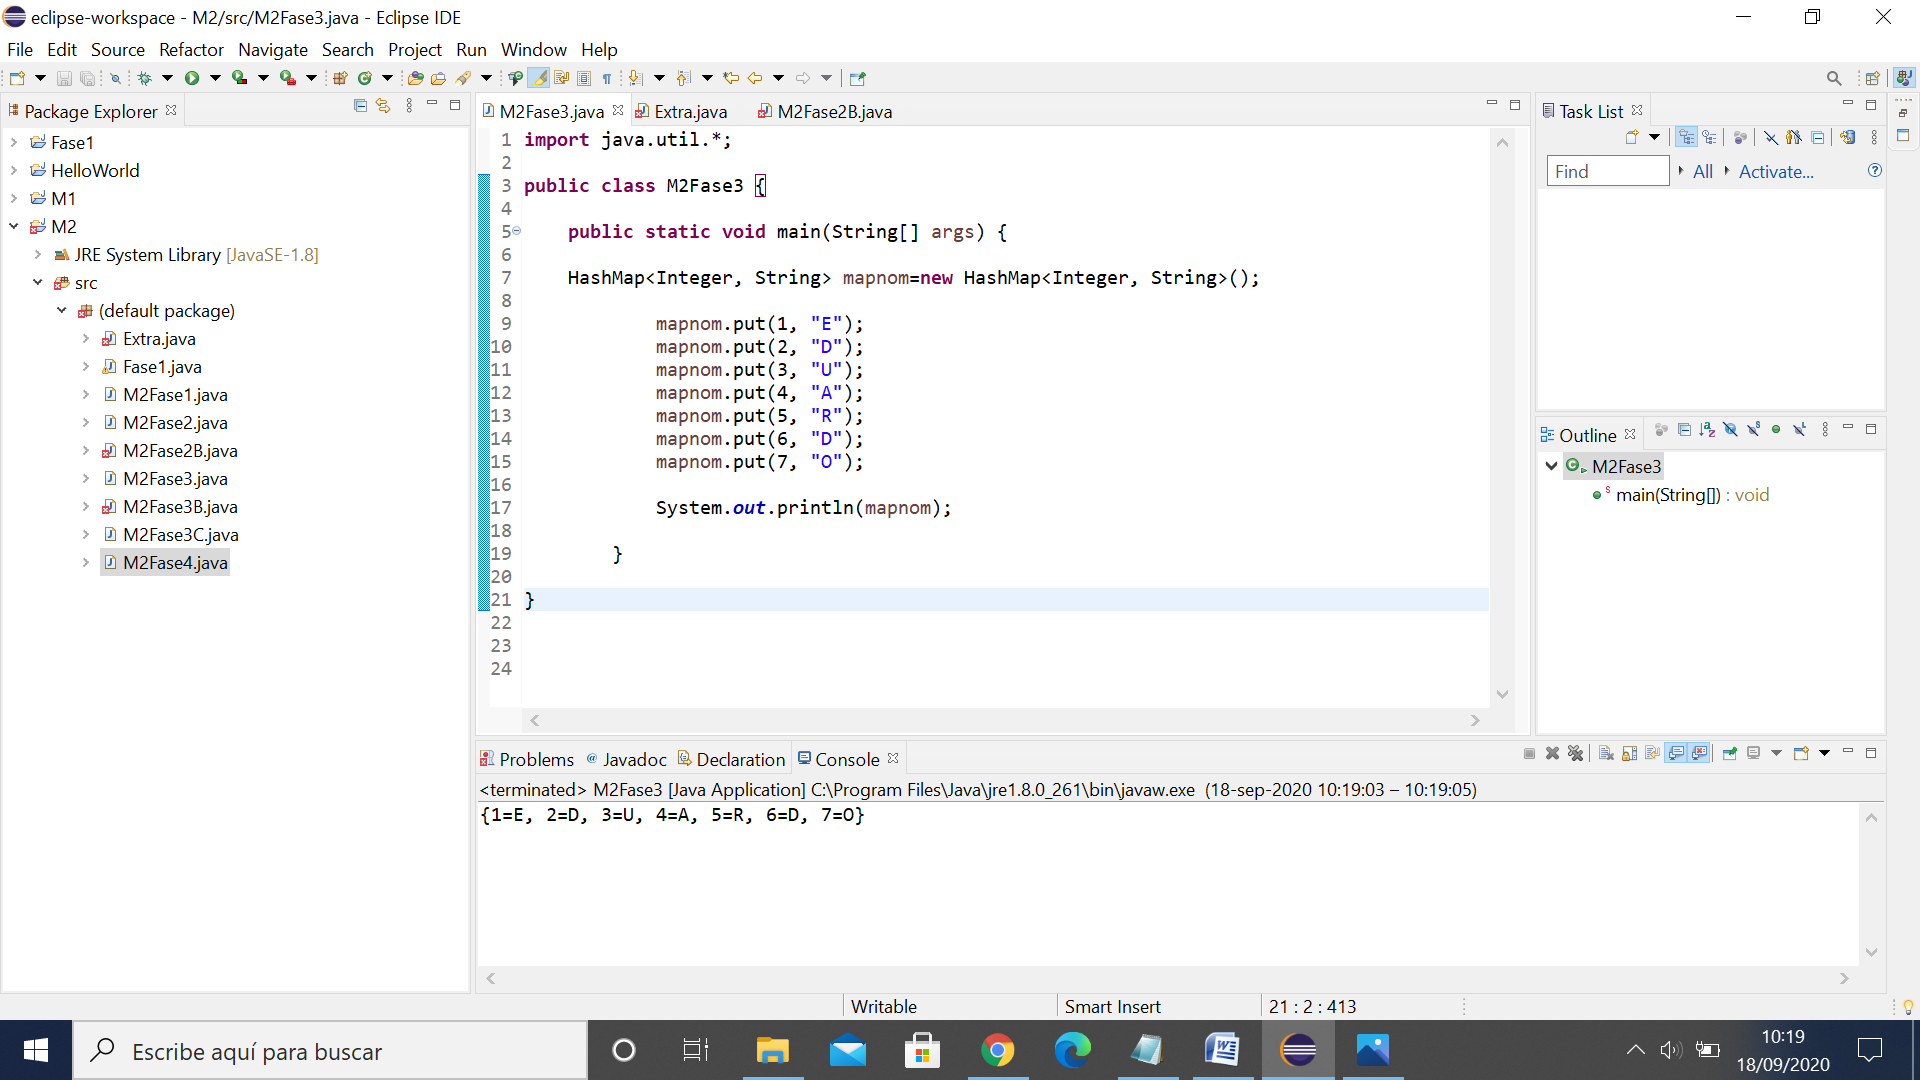 eclipse-workspace - M2/src/M2Fase3.java - Eclipse IDE
File Edit Source Refactor Navigate Search Project Run Window Help
Package Explorer
Fase1
HelloWorld
M1
M2
JRE System Library [JavaSE-1.8]
src
(default package)
Extra.java
Fase1.java
M2Fase1.java
M2Fase2.java
M2Fase2B.java
M2Fase3.java
M2Fase3B.java
M2Fase3C.java
M2Fase4.java
M2Fase3.java Extra.java M2Fase2B.java
1 import java.util.*;
2
3 public class M2Fase3 {
4
5 public static void main(String[] args) {
6
7 HashMap<Integer, String> mapnom=new HashMap<Integer, String>();
8
9 mapnom.put(1, "E");
10 mapnom.put(2, "D");
11 mapnom.put(3, "U");
12 mapnom.put(4, "A");
13 mapnom.put(5, "R");
14 mapnom.put(6, "D");
15 mapnom.put(7, "O");
16
17 System.out.println(mapnom);
18
19 }
20
21 }
22
23
24
Task List
Find All Activate...
Outline
M2Fase3
main(String[]) : void
Problems Javadoc Declaration Console
<terminated> M2Fase3 [Java Application] C:\Program Files\Java\jre1.8.0_261\bin\javaw.exe (18-sep-2020 10:19:03 – 10:19:05)
{1=E, 2=D, 3=U, 4=A, 5=R, 6=D, 7=O}
Writable Smart Insert 21 : 2 : 413
Escribe aquí para buscar
10:19
18/09/2020